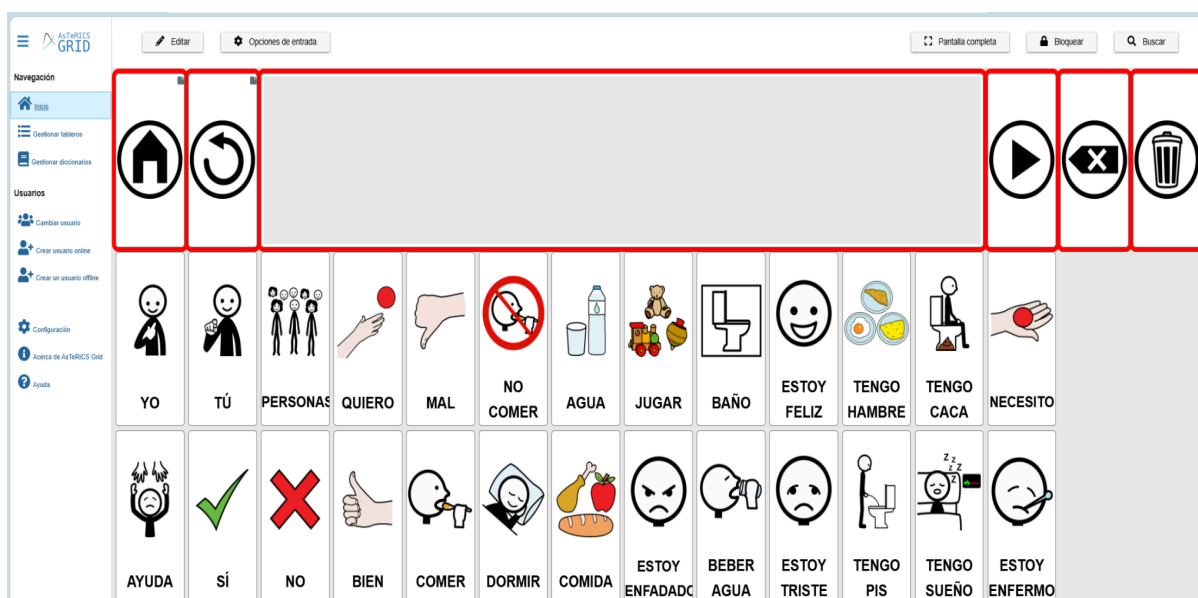 AsTeRICS
GRID
Editar
Opciones de entrada
Pantalla completa
Bloquear
Buscar
Navegación
Inicio
Gestionar tableros
Gestionar diccionarios
Usuarios
Cambiar usuario
Crear usuario online
Crear un usuario offline
Configuración
Acerca de AsTeRICS Grid
Ayuda
YO
TÚ
PERSONAS
QUIERO
MAL
NO
COMER
AGUA
JUGAR
BAÑO
ESTOY
FELIZ
TENGO
HAMBRE
TENGO
CACA
NECESITO
AYUDA
SÍ
NO
BIEN
COMER
DORMIR
COMIDA
ESTOY
ENFADADO
BEBER
AGUA
ESTOY
TRISTE
TENGO
PIS
Z Z Z Z
TENGO
SUEÑO
ESTOY
ENFERMO